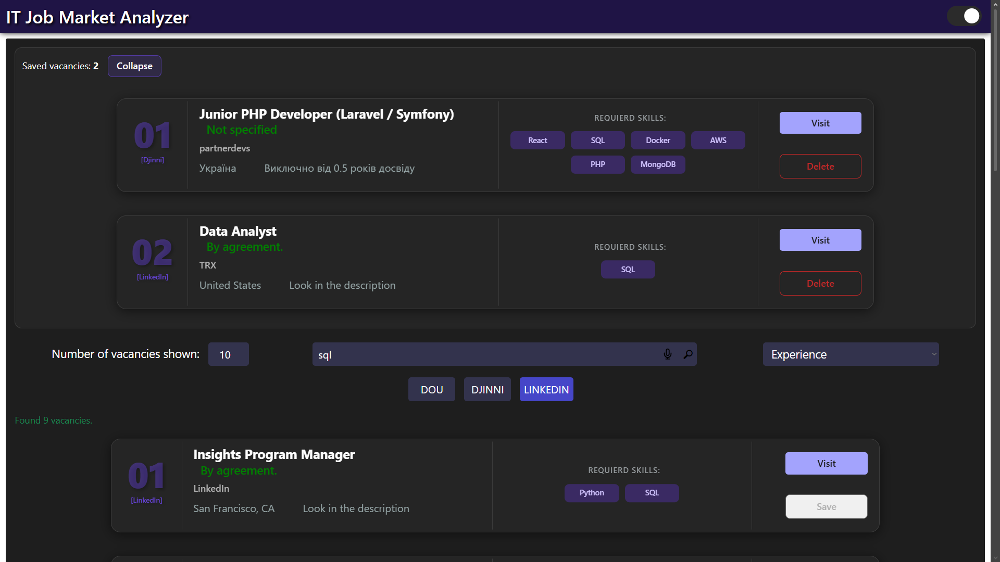 IT Job Market Analyzer
Saved vacancies: 2
Collapse
01
[Djinni]
Junior PHP Developer (Laravel / Symfony)
Not specified
partnerdevs
Україна
Виключно від 0.5 років досвіду
REQUIERD SKILLS:
React
SQL
Docker
AWS
PHP
MongoDB
Visit
Delete
02
[LinkedIn]
Data Analyst
By agreement.
TRX
United States
Look in the description
REQUIERD SKILLS:
SQL
Visit
Delete
Number of vacancies shown:
10
sql
Experience
DOU
DJINNI
LINKEDIN
Found 9 vacancies.
01
[LinkedIn]
Insights Program Manager
By agreement.
LinkedIn
San Francisco, CA
Look in the description
REQUIERD SKILLS:
Python
SQL
Visit
Save